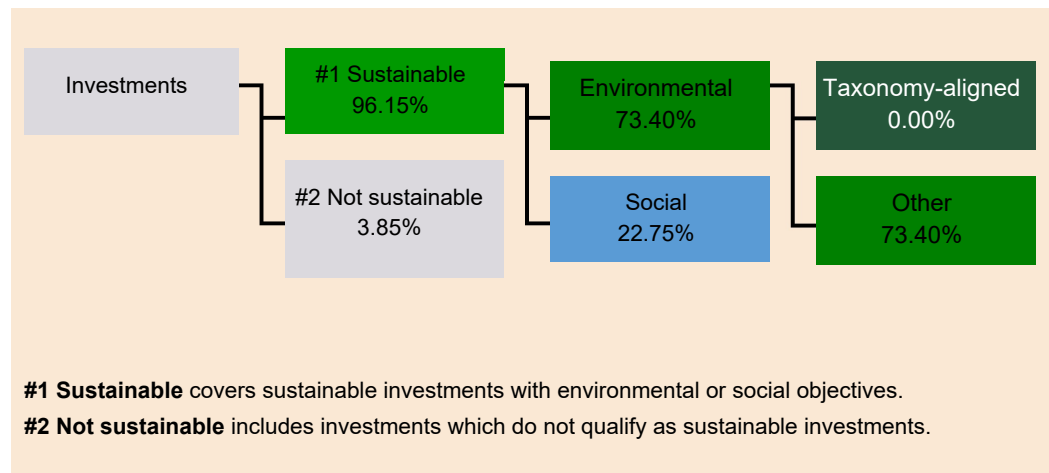 Investments
#1 Sustainable
96.15%
#2 Not sustainable
3.85%
Environmental
73.40%
Social
22.75%
Taxonomy-aligned
0.00%
Other
73.40%
#1 Sustainable covers sustainable investments with environmental or social objectives.
#2 Not sustainable includes investments which do not qualify as sustainable investments.